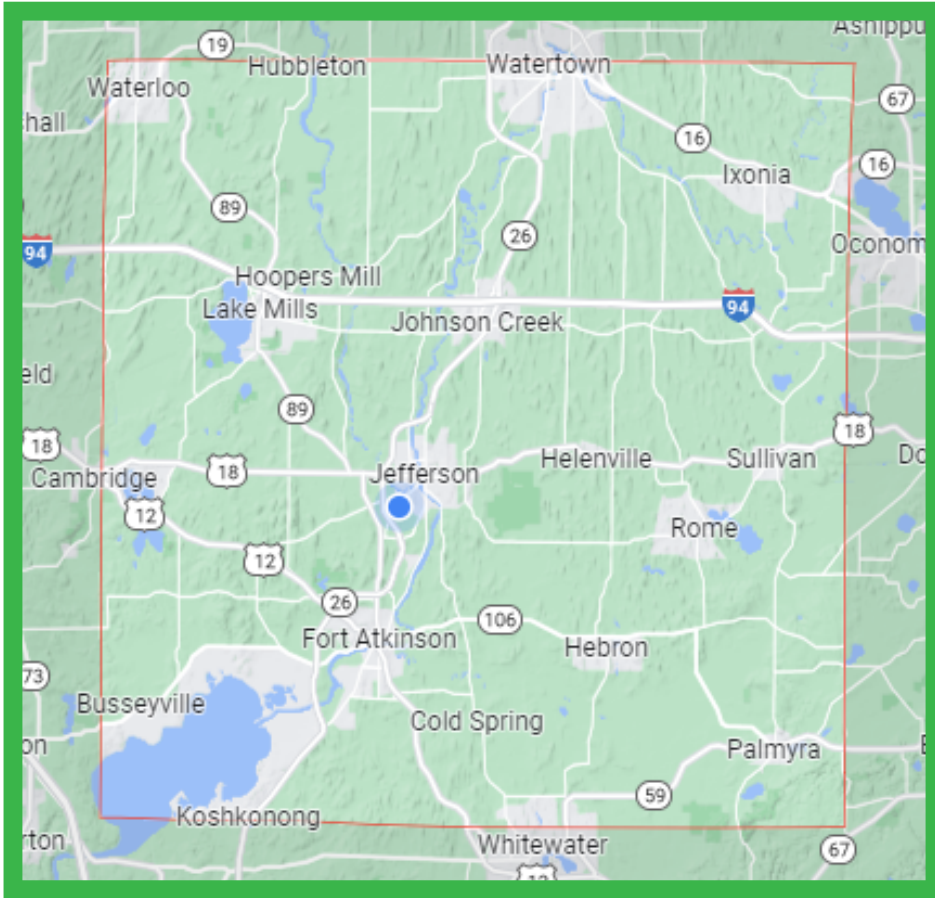 Ashippu
19
Hubbleton
Watertown
Waterloo
67
hall
16
16
Ixonia
89
26
94
Oconom
Hoopers Mill
94
Lake Mills
Johnson Creek
eld
89
18
18
Do
Jefferson
Helenville
Sullivan
18
Cambridge
12
Rome
12
26
106
Fort Atkinson
Hebron
73
Busseyville
Cold Spring
on
Palmyra
E
59
Koshkonong
rton
Whitewater
67
12